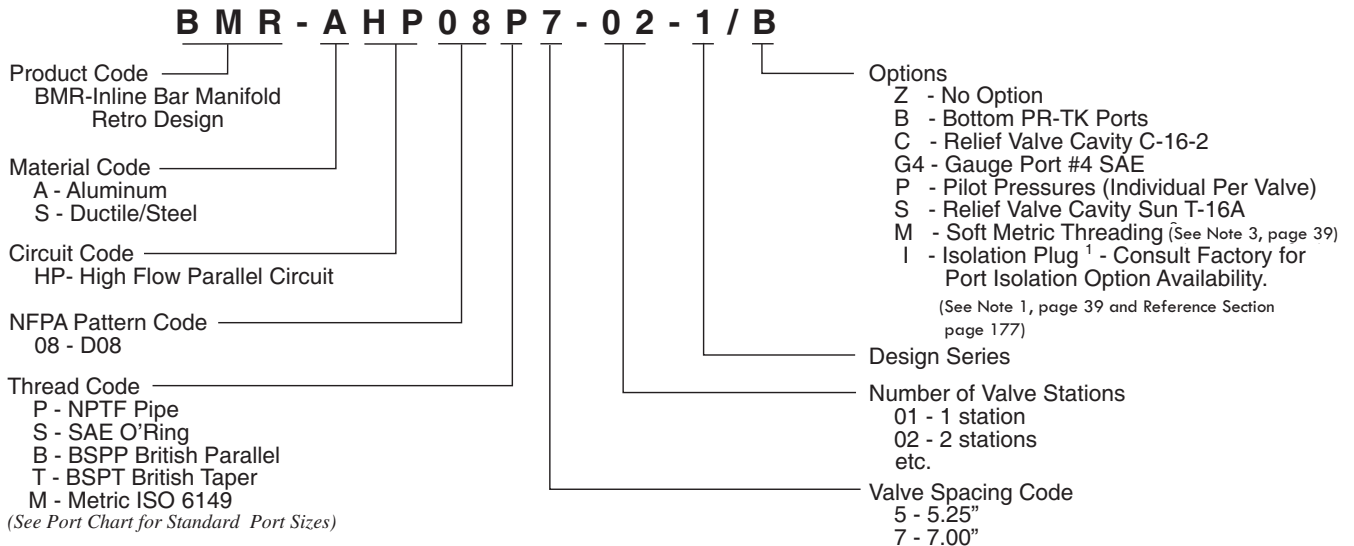 BMR-AHP08P7-02-1/B
Product Code
BMR-Inline Bar Manifold
Retro Design
Material Code
A - Aluminum
S - Ductile/Steel
Circuit Code
HP- High Flow Parallel Circuit
NFPA Pattern Code
08 - D08
Thread Code
P - NPTF Pipe
S - SAE O'Ring
B - BSPP British Parallel
T - BSPT British Taper
M - Metric ISO 6149
(See Port Chart for Standard Port Sizes)
Options
Z - No Option
B - Bottom PR-TK Ports
C - Relief Valve Cavity C-16-2
G4 - Gauge Port #4 SAE
P - Pilot Pressures (Individual Per Valve)
S - Relief Valve Cavity Sun T-16A
M - Soft Metric Threading (See Note 3, page 39)
I - Isolation Plug 1 - Consult Factory for
Port Isolation Option Availability.
(See Note 1, page 39 and Reference Section
page 177)
Design Series
Number of Valve Stations
01 - 1 station
02 - 2 stations
etc.
Valve Spacing Code
5 - 5.25"
7 - 7.00"